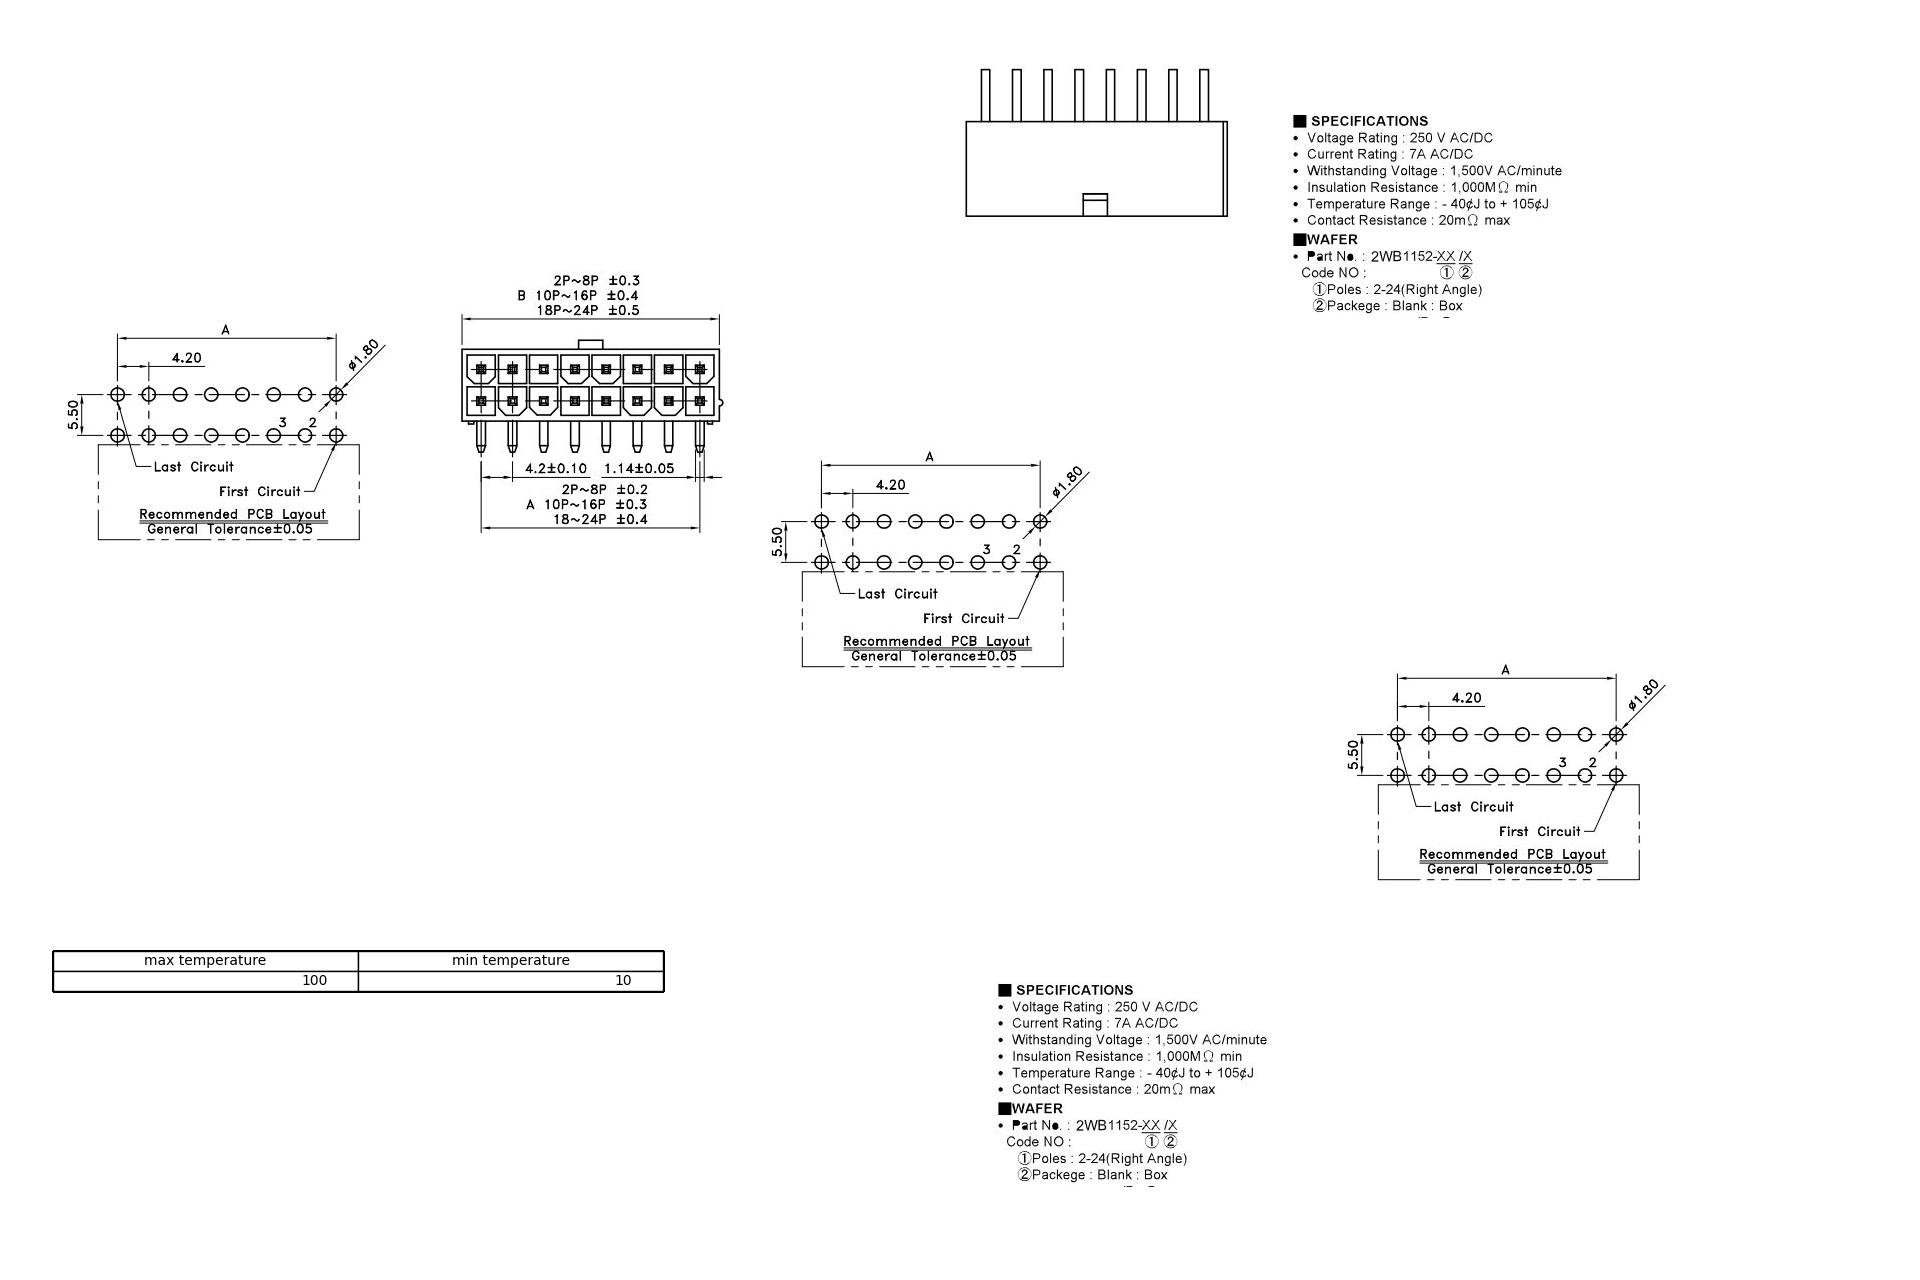 ■ SPECIFICATIONS
• Voltage Rating : 250 V AC/DC
• Current Rating : 7A AC/DC
• Withstanding Voltage : 1,500V AC/minute
• Insulation Resistance : 1,000MΩ min
• Temperature Range : - 40¢J to + 105¢J
• Contact Resistance : 20mΩ max
■WAFER
• Part No. : 2WB1152-XX /X
Code NO : ① ②
①Poles : 2-24(Right Angle)
②Packege : Blank : Box
2P~8P ±0.3
B 10P~16P ±0.4
18P~24P ±0.5
4.2±0.10 1.14±0.05
2P~8P ±0.2
A 10P~16P ±0.3
18~24P ±0.4
A
4.20
ø1.80
5.50
3 2
Last Circuit
First Circuit
Recommended PCB Layout
General Tolerance±0.05
A
4.20
ø1.80
5.50
3 2
Last Circuit
First Circuit
Recommended PCB Layout
General Tolerance±0.05
A
4.20
ø1.80
5.50
3 2
Last Circuit
First Circuit
Recommended PCB Layout
General Tolerance±0.05
max temperature min temperature
100 10
■ SPECIFICATIONS
• Voltage Rating : 250 V AC/DC
• Current Rating : 7A AC/DC
• Withstanding Voltage : 1,500V AC/minute
• Insulation Resistance : 1,000MΩ min
• Temperature Range : - 40¢J to + 105¢J
• Contact Resistance : 20mΩ max
■WAFER
• Part No. : 2WB1152-XX /X
Code NO : ① ②
①Poles : 2-24(Right Angle)
②Packege : Blank : Box